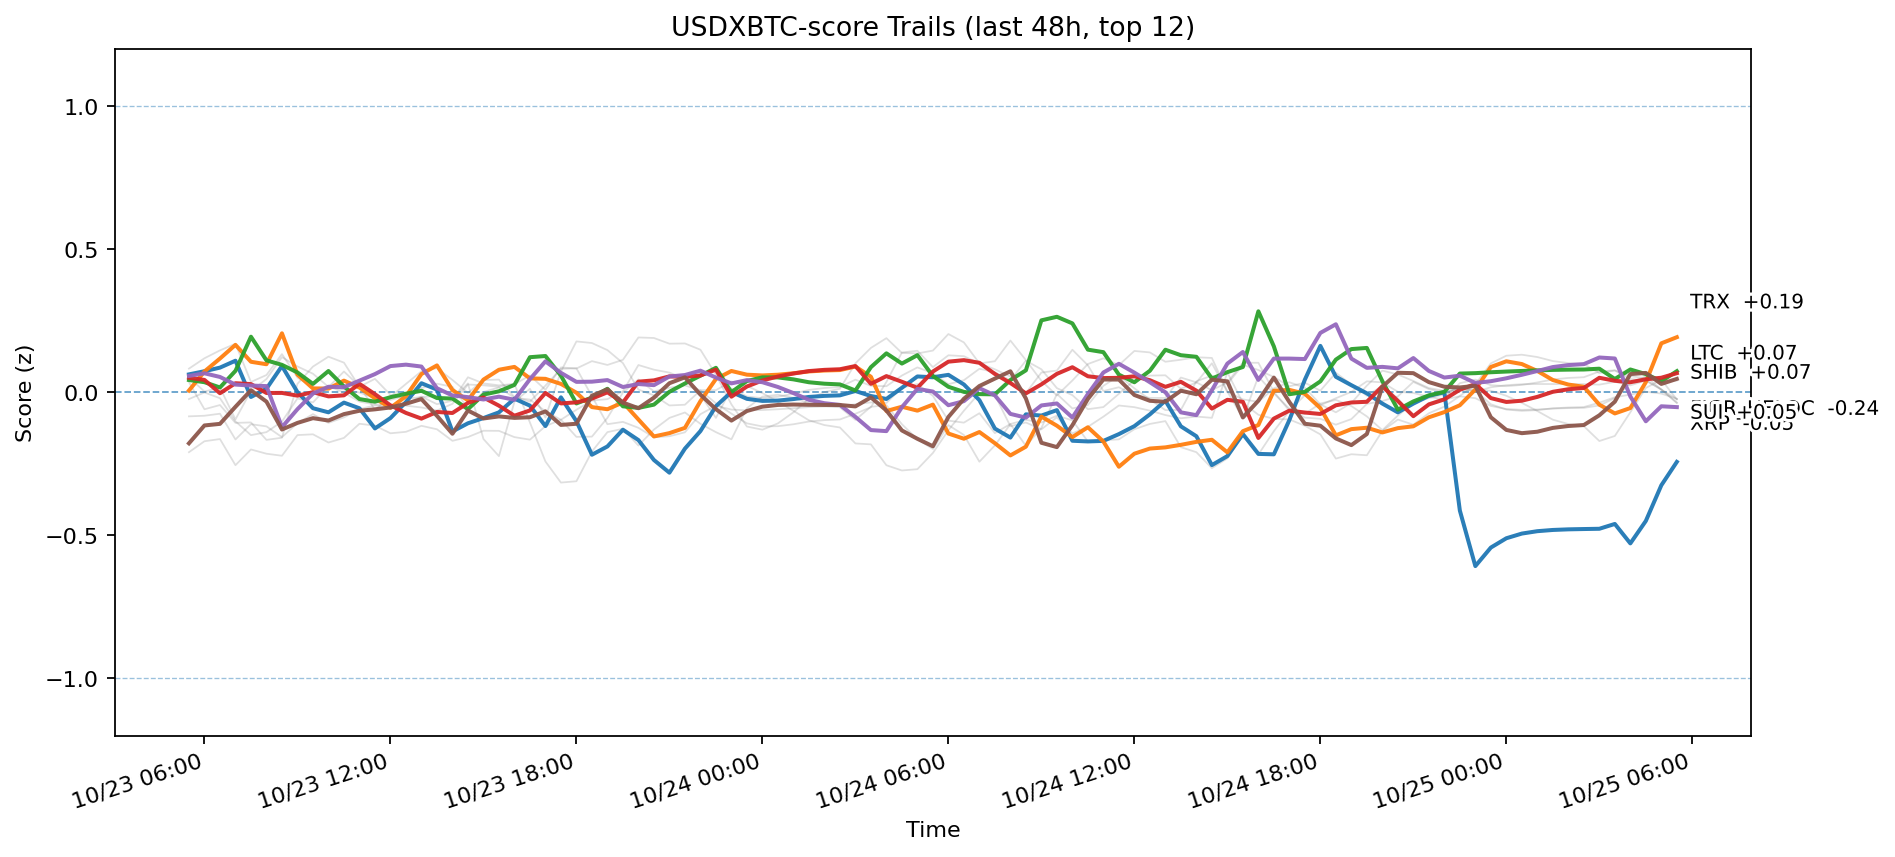 USDXBTC-score Trails (last 48h, top 12)
Score (z)
1.0
0.5
0.0
−0.5
−1.0
TRX +0.19
LTC +0.07
SHIB +0.07
-0.24
SUI +0.05
XRP -0.05
10/23 06:00
10/23 12:00
10/23 18:00
10/24 00:00
10/24 06:00
10/24 12:00
10/24 18:00
10/25 00:00
10/25 06:00
Time